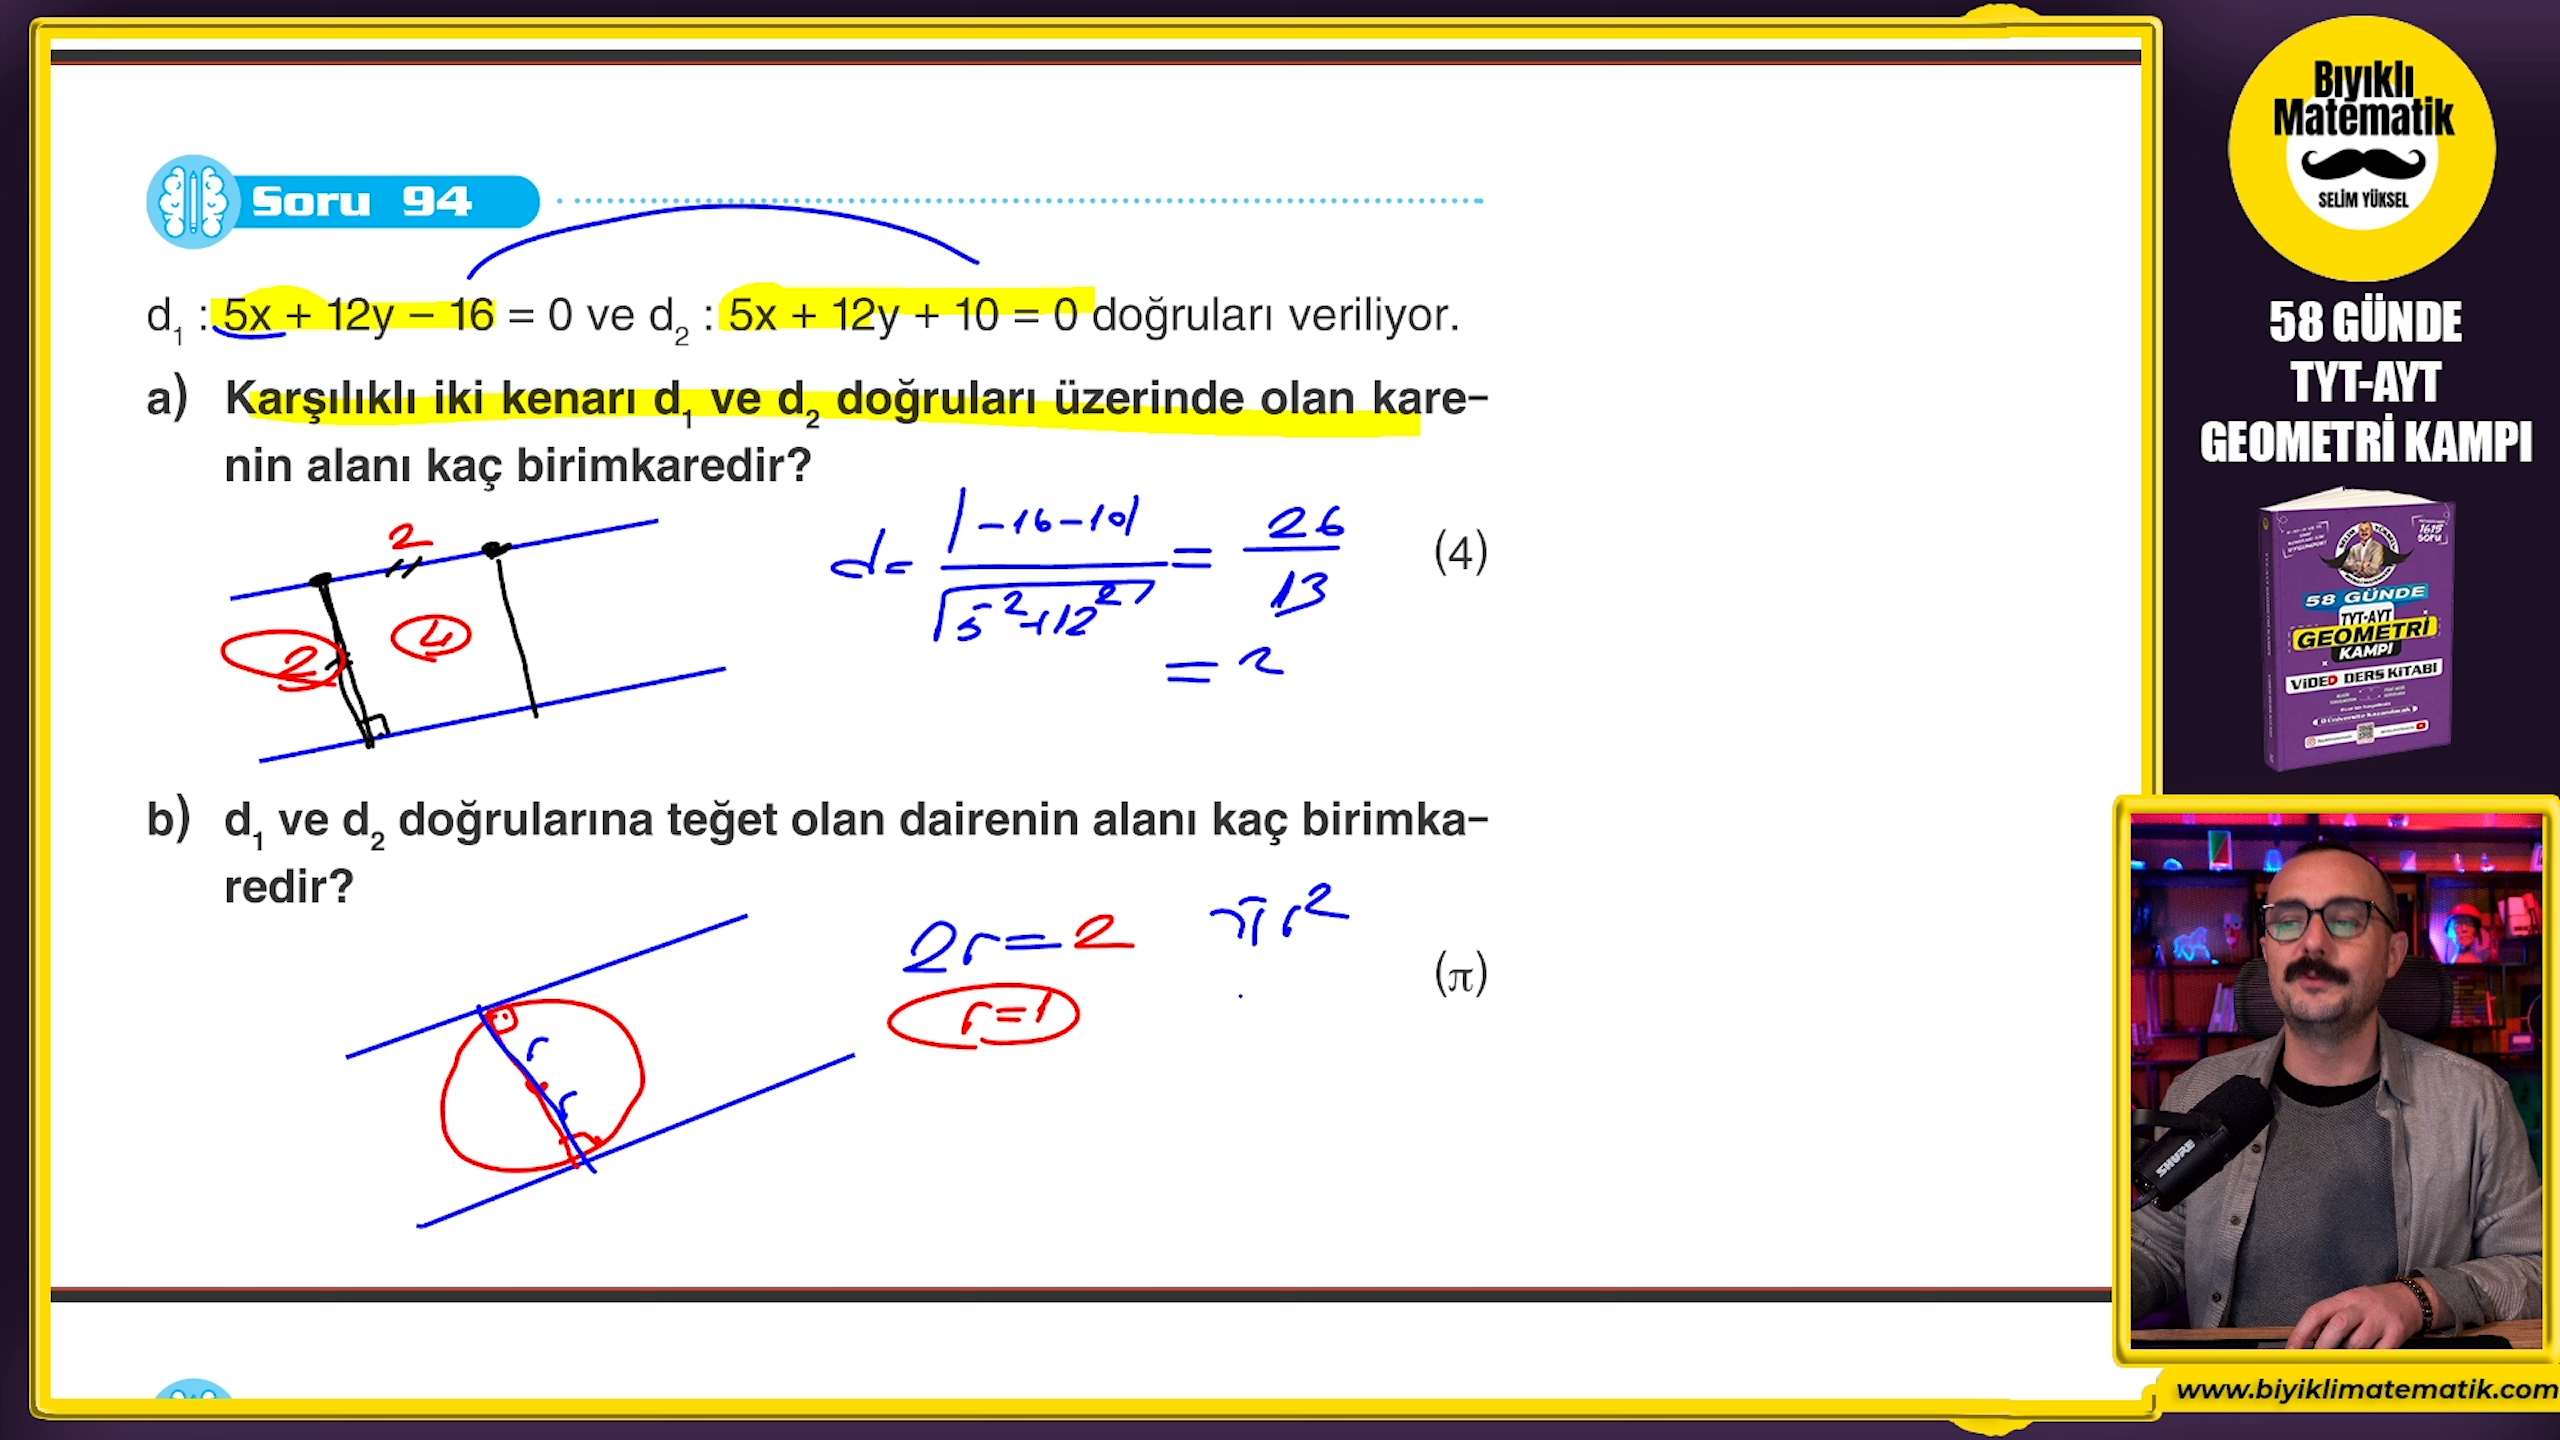 Soru 94
d₁ : 5x + 12y – 16 = 0 ve d₂ : 5x + 12y + 10 = 0 doğruları veriliyor.
a) Karşılıklı iki kenarı d₁ ve d₂ doğruları üzerinde olan kare–
nin alanı kaç birimkaredir?
2
2
4
d= |-16-10| / √5²+12² = 26/13
= 2
(4)
b) d₁ ve d₂ doğrularına teğet olan dairenin alanı kaç birimka–
redir?
r
r
2r=2
r=1
πr²
(π)
Bıyıklı
Matematik
SELİM YÜKSEL
58 GÜNDE
TYT-AYT
GEOMETRİ KAMPI
1615
SORU
58 GÜNDE
TYT-AYT
GEOMETRİ
KAMPI
VİDEO DERS KİTABI
SHURE
www.biyiklimatematik.com